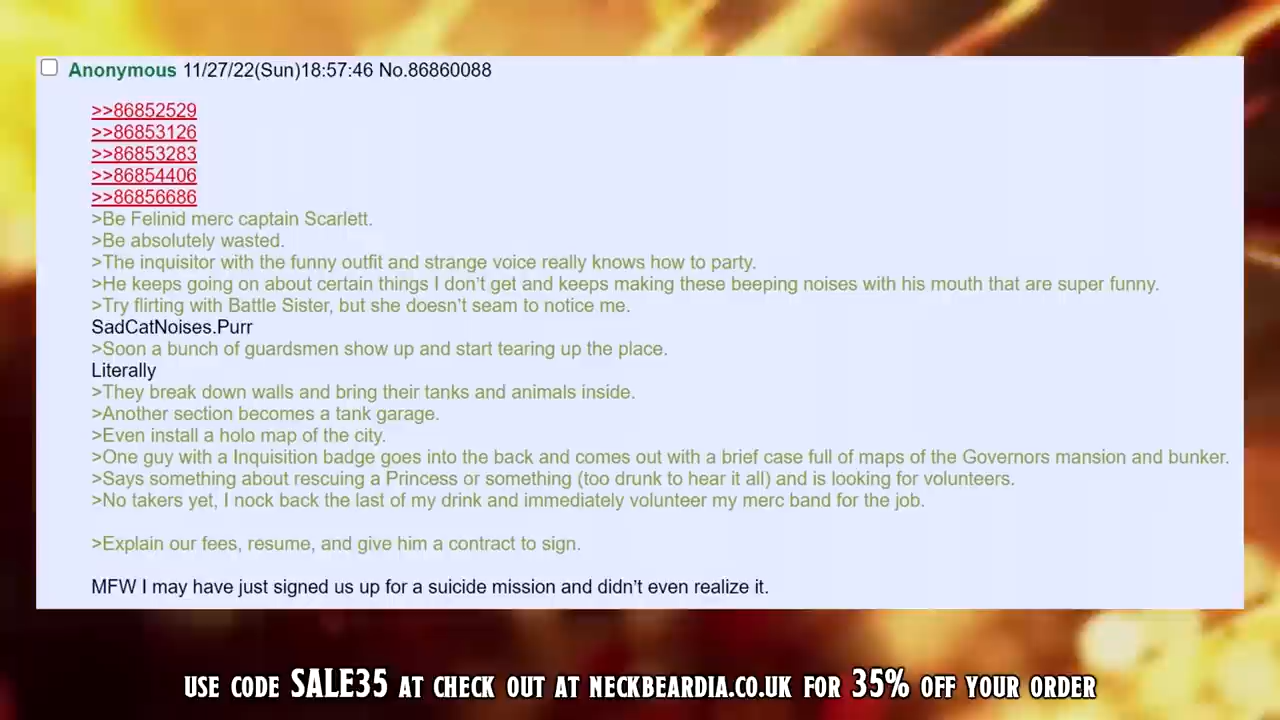 Anonymous 11/27/22(Sun)18:57:46 No.86860088
>>86852529
>>86853126
>>86853283
>>86854406
>>86856686
>Be Felinid merc captain Scarlett.
>Be absolutely wasted.
>The inquisitor with the funny outfit and strange voice really knows how to party.
>He keeps going on about certain things I don’t get and keeps making these beeping noises with his mouth that are super funny.
>Try flirting with Battle Sister, but she doesn’t seam to notice me.
SadCatNoises.Purr
>Soon a bunch of guardsmen show up and start tearing up the place.
Literally
>They break down walls and bring their tanks and animals inside.
>Another section becomes a tank garage.
>Even install a holo map of the city.
>One guy with a Inquisition badge goes into the back and comes out with a brief case full of maps of the Governors mansion and bunker.
>Says something about rescuing a Princess or something (too drunk to hear it all) and is looking for volunteers.
>No takers yet, I nock back the last of my drink and immediately volunteer my merc band for the job.
>Explain our fees, resume, and give him a contract to sign.
MFW I may have just signed us up for a suicide mission and didn’t even realize it.
USE CODE SALE35 AT CHECK OUT AT NECKBEARDIA.CO.UK FOR 35% OFF YOUR ORDER